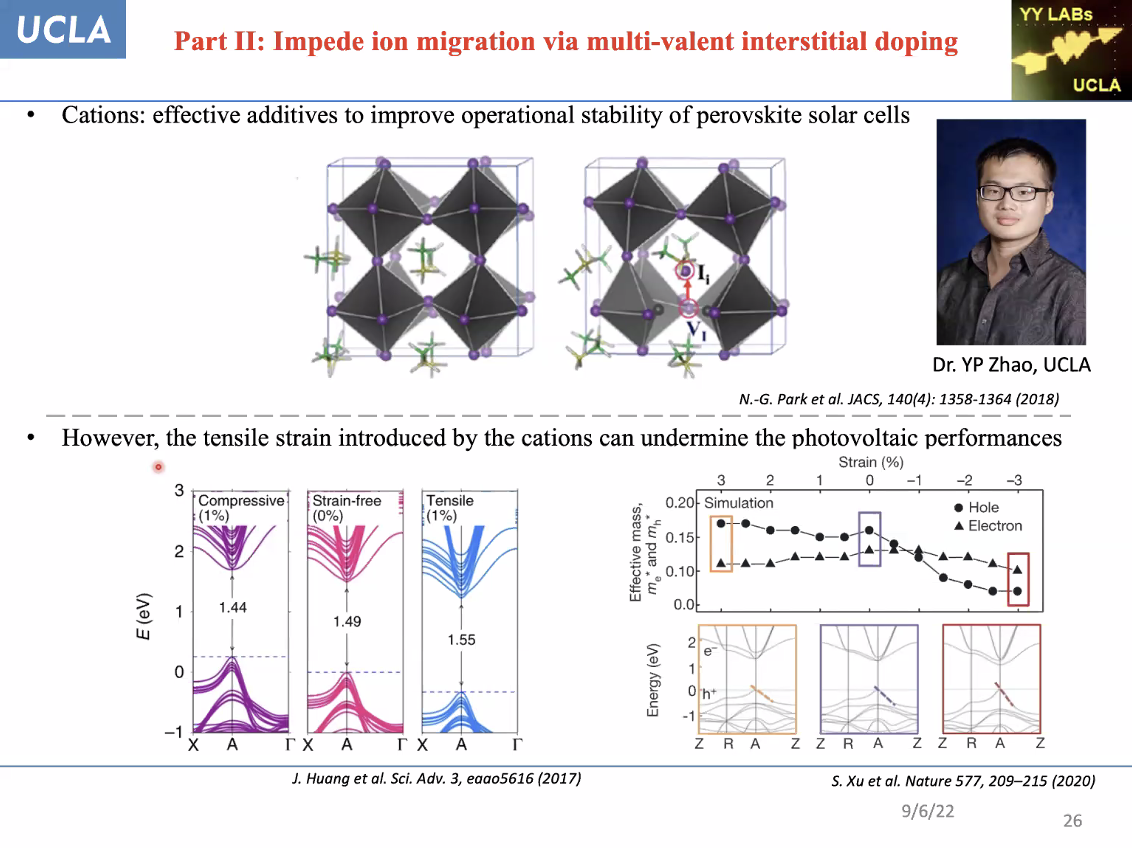 UCLA
Part II: Impede ion migration via multi-valent interstitial doping
YY LABs
UCLA
• Cations: effective additives to improve operational stability of perovskite solar cells
Ii
VI
Dr. YP Zhao, UCLA
N.-G. Park et al. JACS, 140(4): 1358-1364 (2018)
• However, the tensile strain introduced by the cations can undermine the photovoltaic performances
E (eV)
3
2
1
0
–1
Compressive
(1%)
1.44
X A Γ
Strain-free
(0%)
1.49
X A Γ
Tensile
(1%)
1.55
X A Γ
J. Huang et al. Sci. Adv. 3, eaao5616 (2017)
Strain (%)
3 2 1 0 –1 –2 –3
Effective mass,
me* and mh*
0.20
0.15
0.10
0.0
Simulation
Hole
Electron
Energy (eV)
2
1
0
-1
e–
h+
Z R A Z
Z R A Z
Z R A Z
S. Xu et al. Nature 577, 209–215 (2020)
9/6/22
26